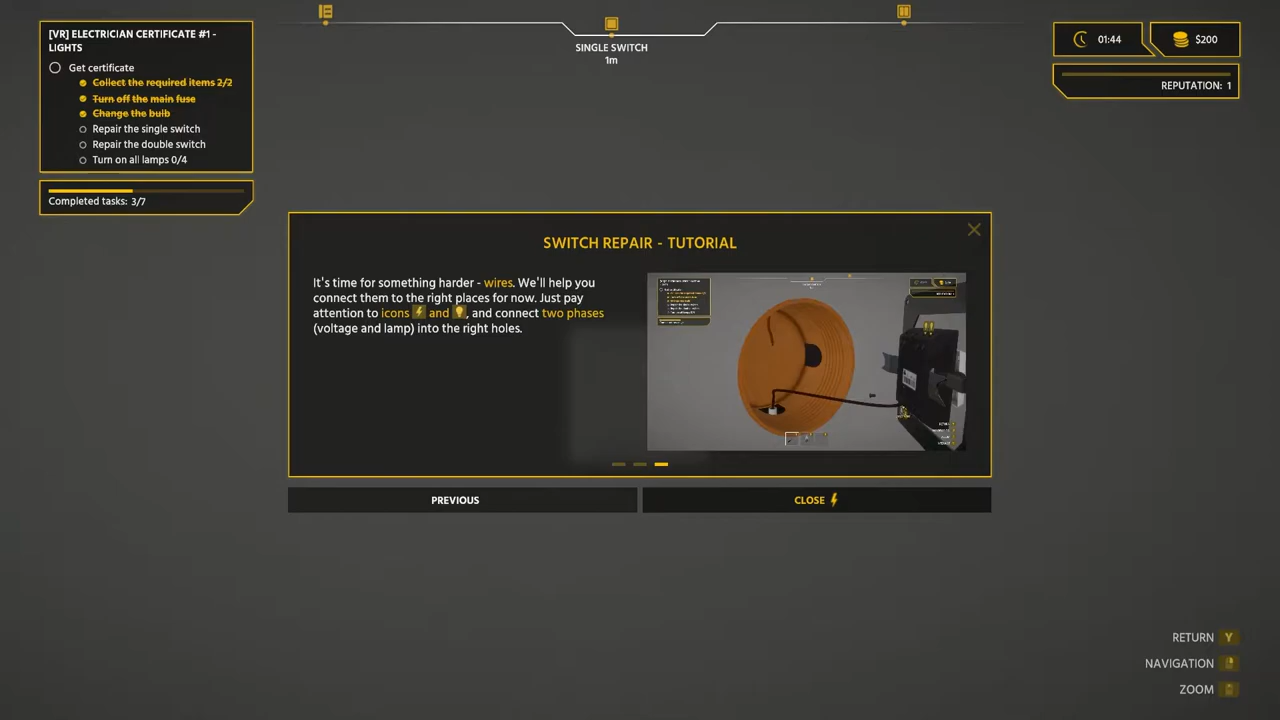 [VR] ELECTRICIAN CERTIFICATE #1 -
LIGHTS
Get certificate
Collect the required items 2/2
Turn off the main fuse
Change the bulb
Repair the single switch
Repair the double switch
Turn on all lamps 0/4
Completed tasks: 3/7
SINGLE SWITCH
1m
01:44
$200
REPUTATION: 1
SWITCH REPAIR - TUTORIAL
It's time for something harder - wires. We'll help you
connect them to the right places for now. Just pay
attention to icons and , and connect two phases
(voltage and lamp) into the right holes.
PREVIOUS
CLOSE
RETURN Y
NAVIGATION
ZOOM